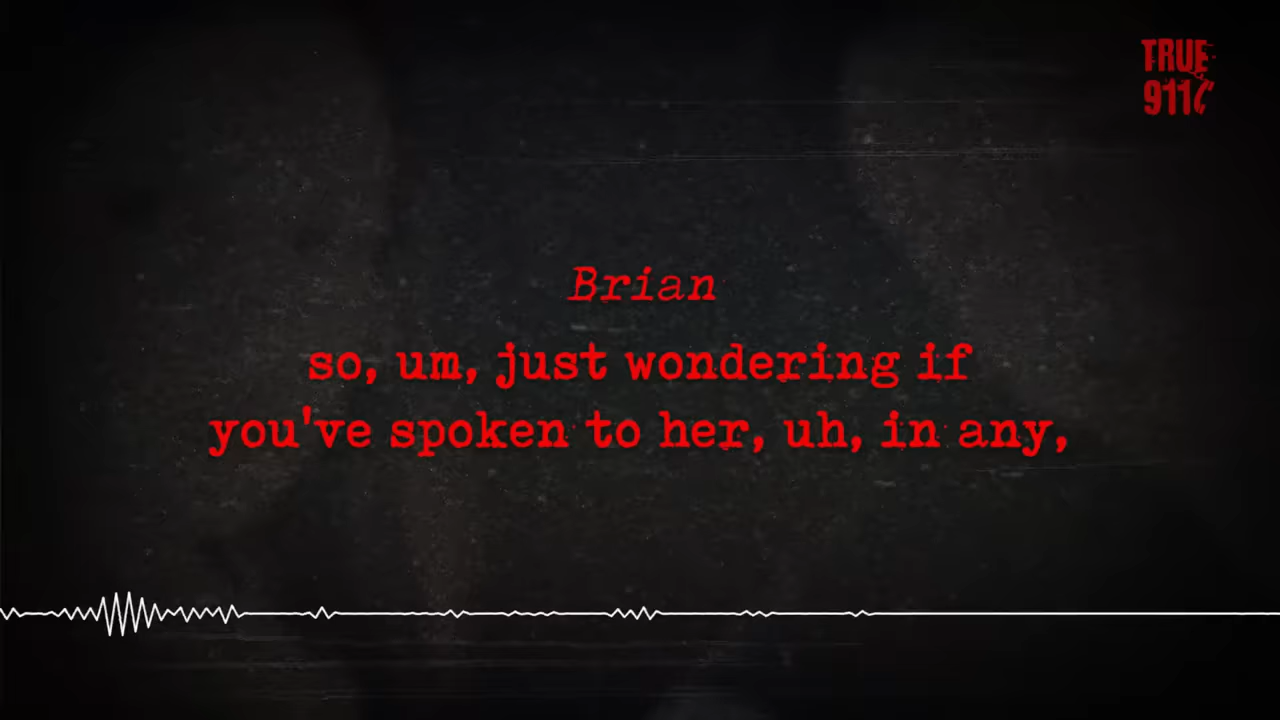 TRUE
911
Brian
so, um, just wondering if
you've spoken to her, uh, in any,